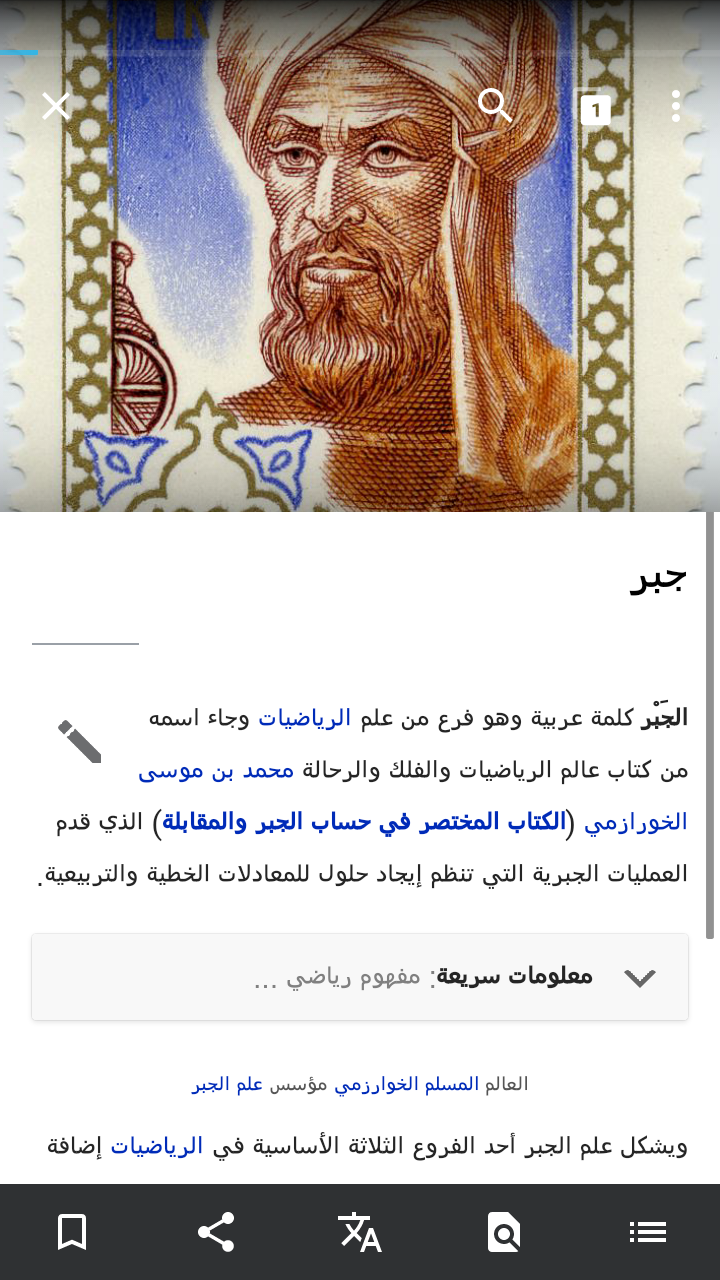 1
جبر
الجَبْر كلمة عربية وهو فرع من علم الرياضيات وجاء اسمه
من كتاب عالم الرياضيات والفلك والرحالة محمد بن موسى
الخورازمي (الكتاب المختصر في حساب الجبر والمقابلة) الذي قدم
العمليات الجبرية التي تنظم إيجاد حلول للمعادلات الخطية والتربيعية.
معلومات سريعة: مفهوم رياضي ...
العالم المسلم الخوارزمي مؤسس علم الجبر
ويشكل علم الجبر أحد الفروع الثلاثة الأساسية في الرياضيات إضافة